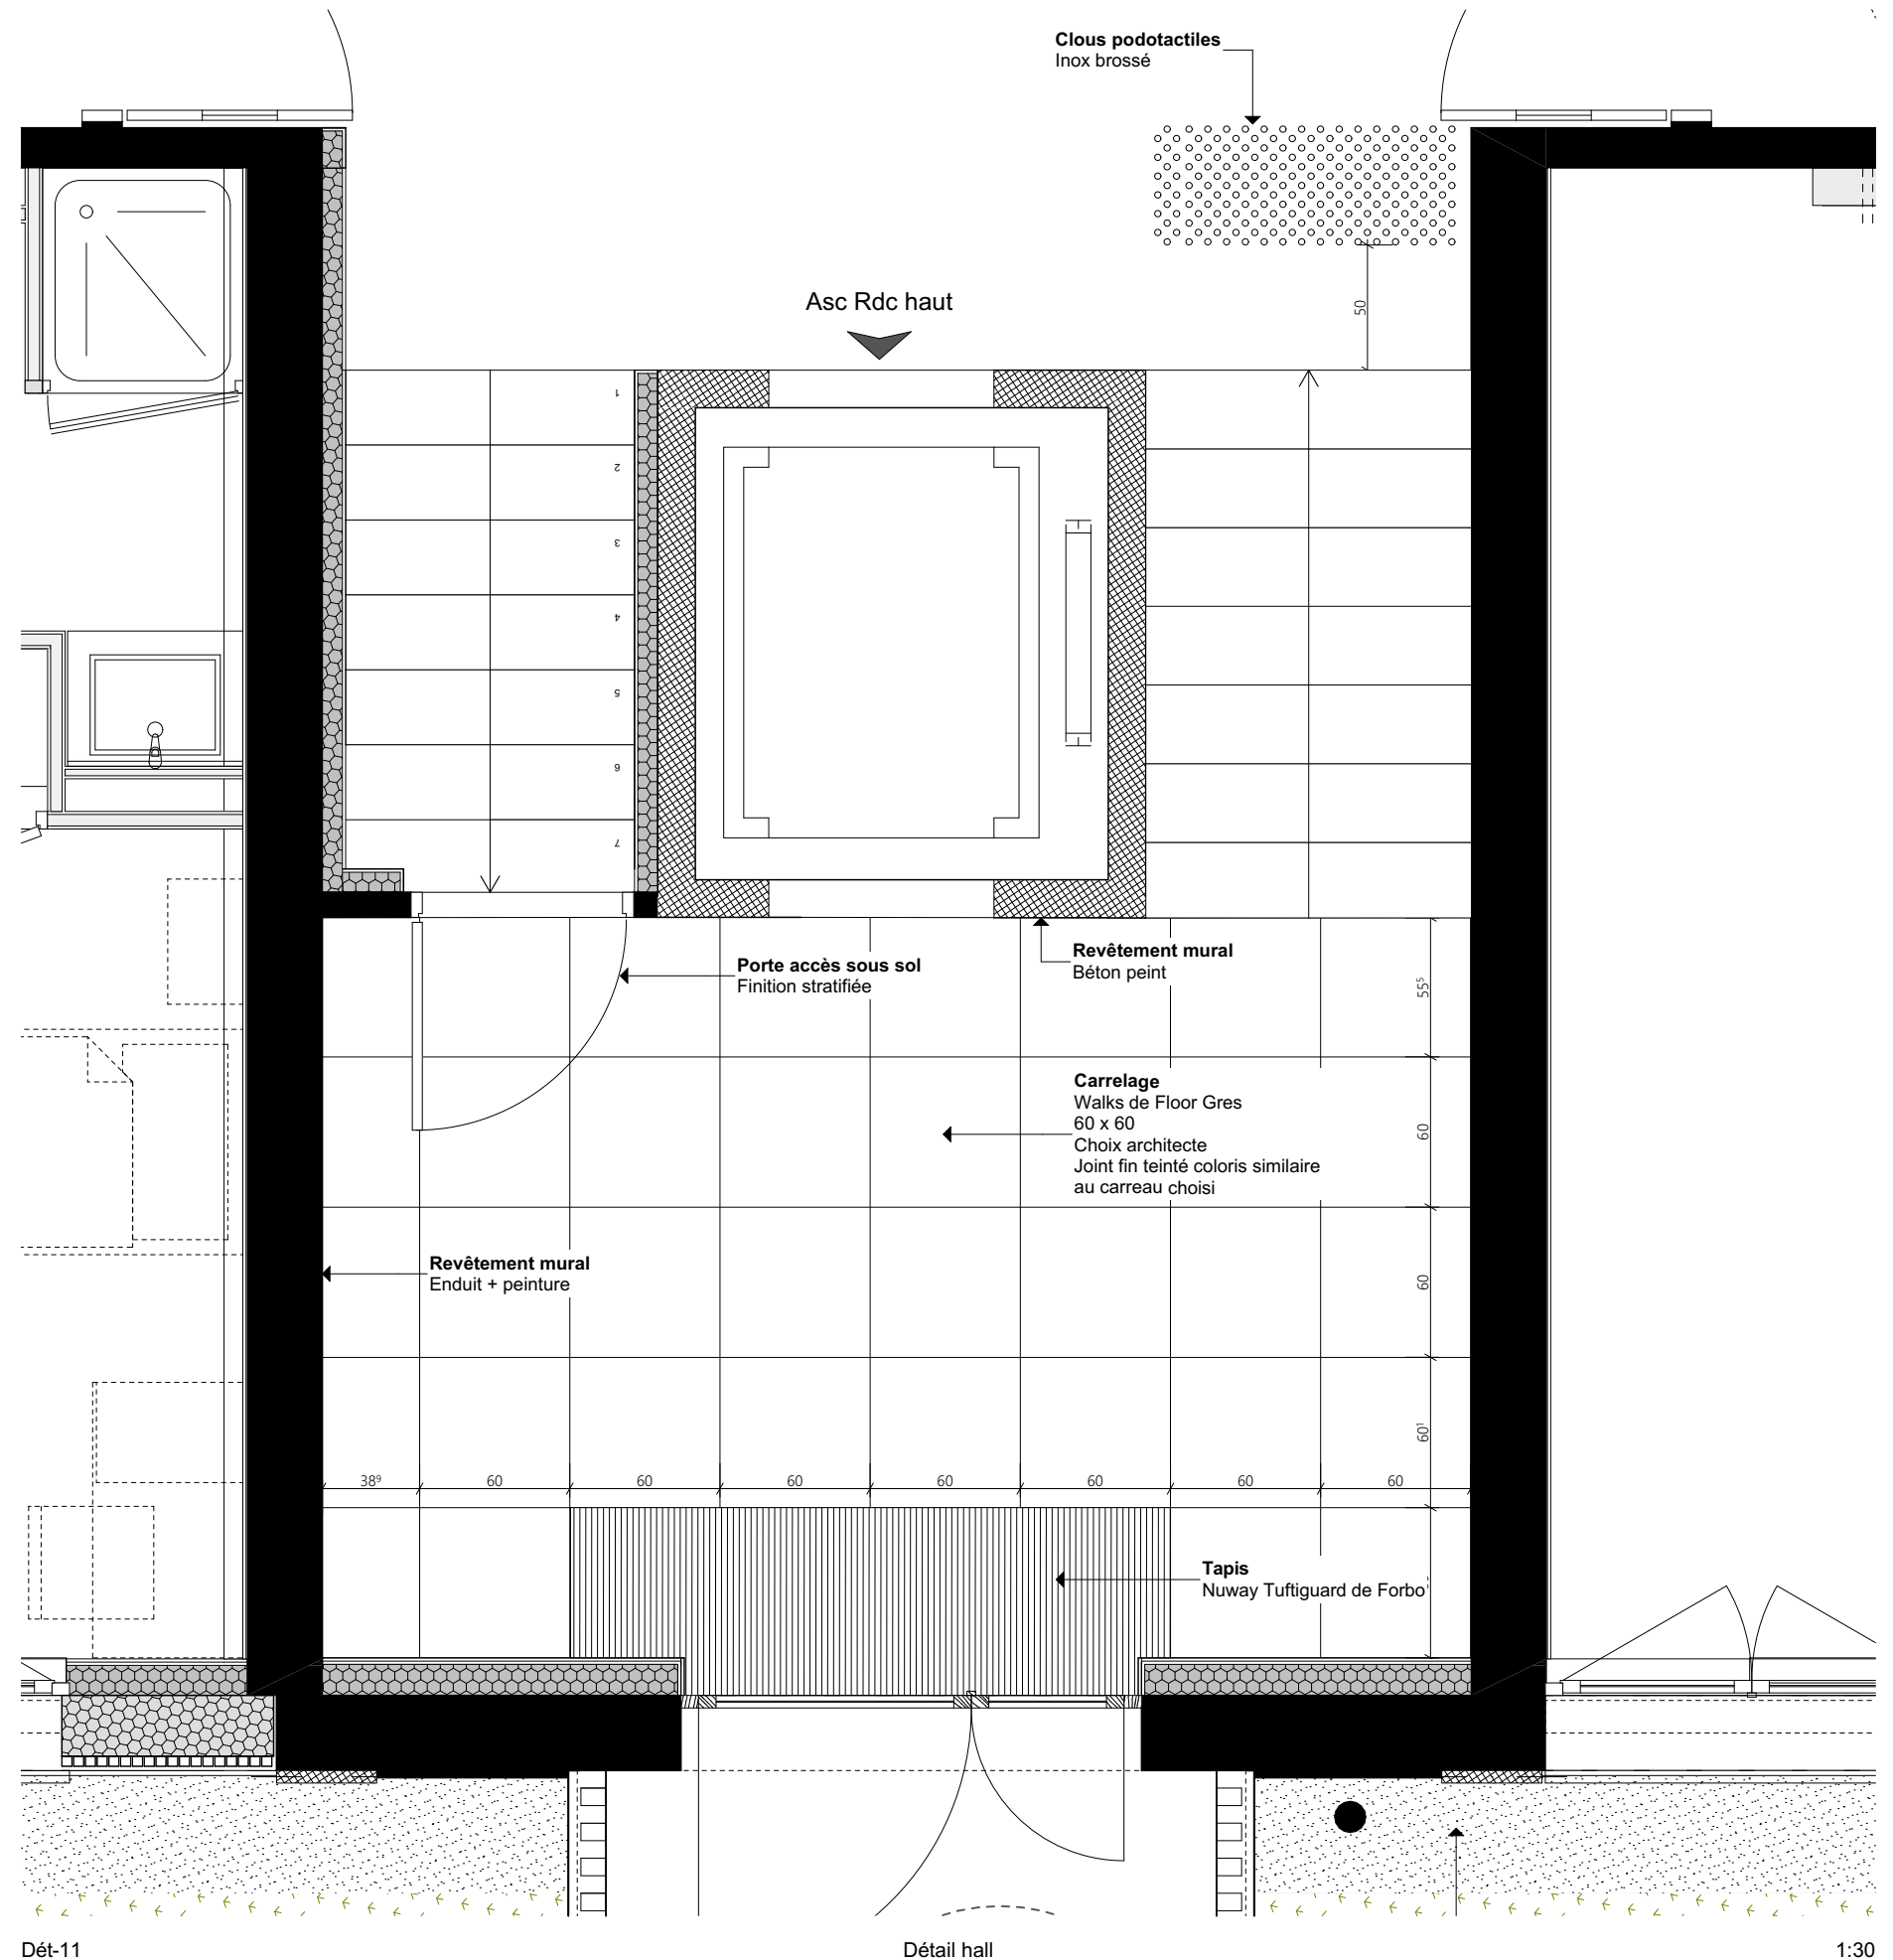 Clous podotactiles
Inox brossé
50
Asc Rdc haut
1
2
3
4
5
6
7
Porte accès sous sol
Finition stratifiée
Revêtement mural
Béton peint
55⁵
Carrelage
Walks de Floor Gres
60 x 60
Choix architecte
Joint fin teinté coloris similaire
au carreau choisi
60
Revêtement mural
Enduit + peinture
60
60¹
38⁹ 60 60 60 60 60 60 60
Tapis
Nuway Tuftiguard de Forbo
Dét-11
Détail hall
1:30